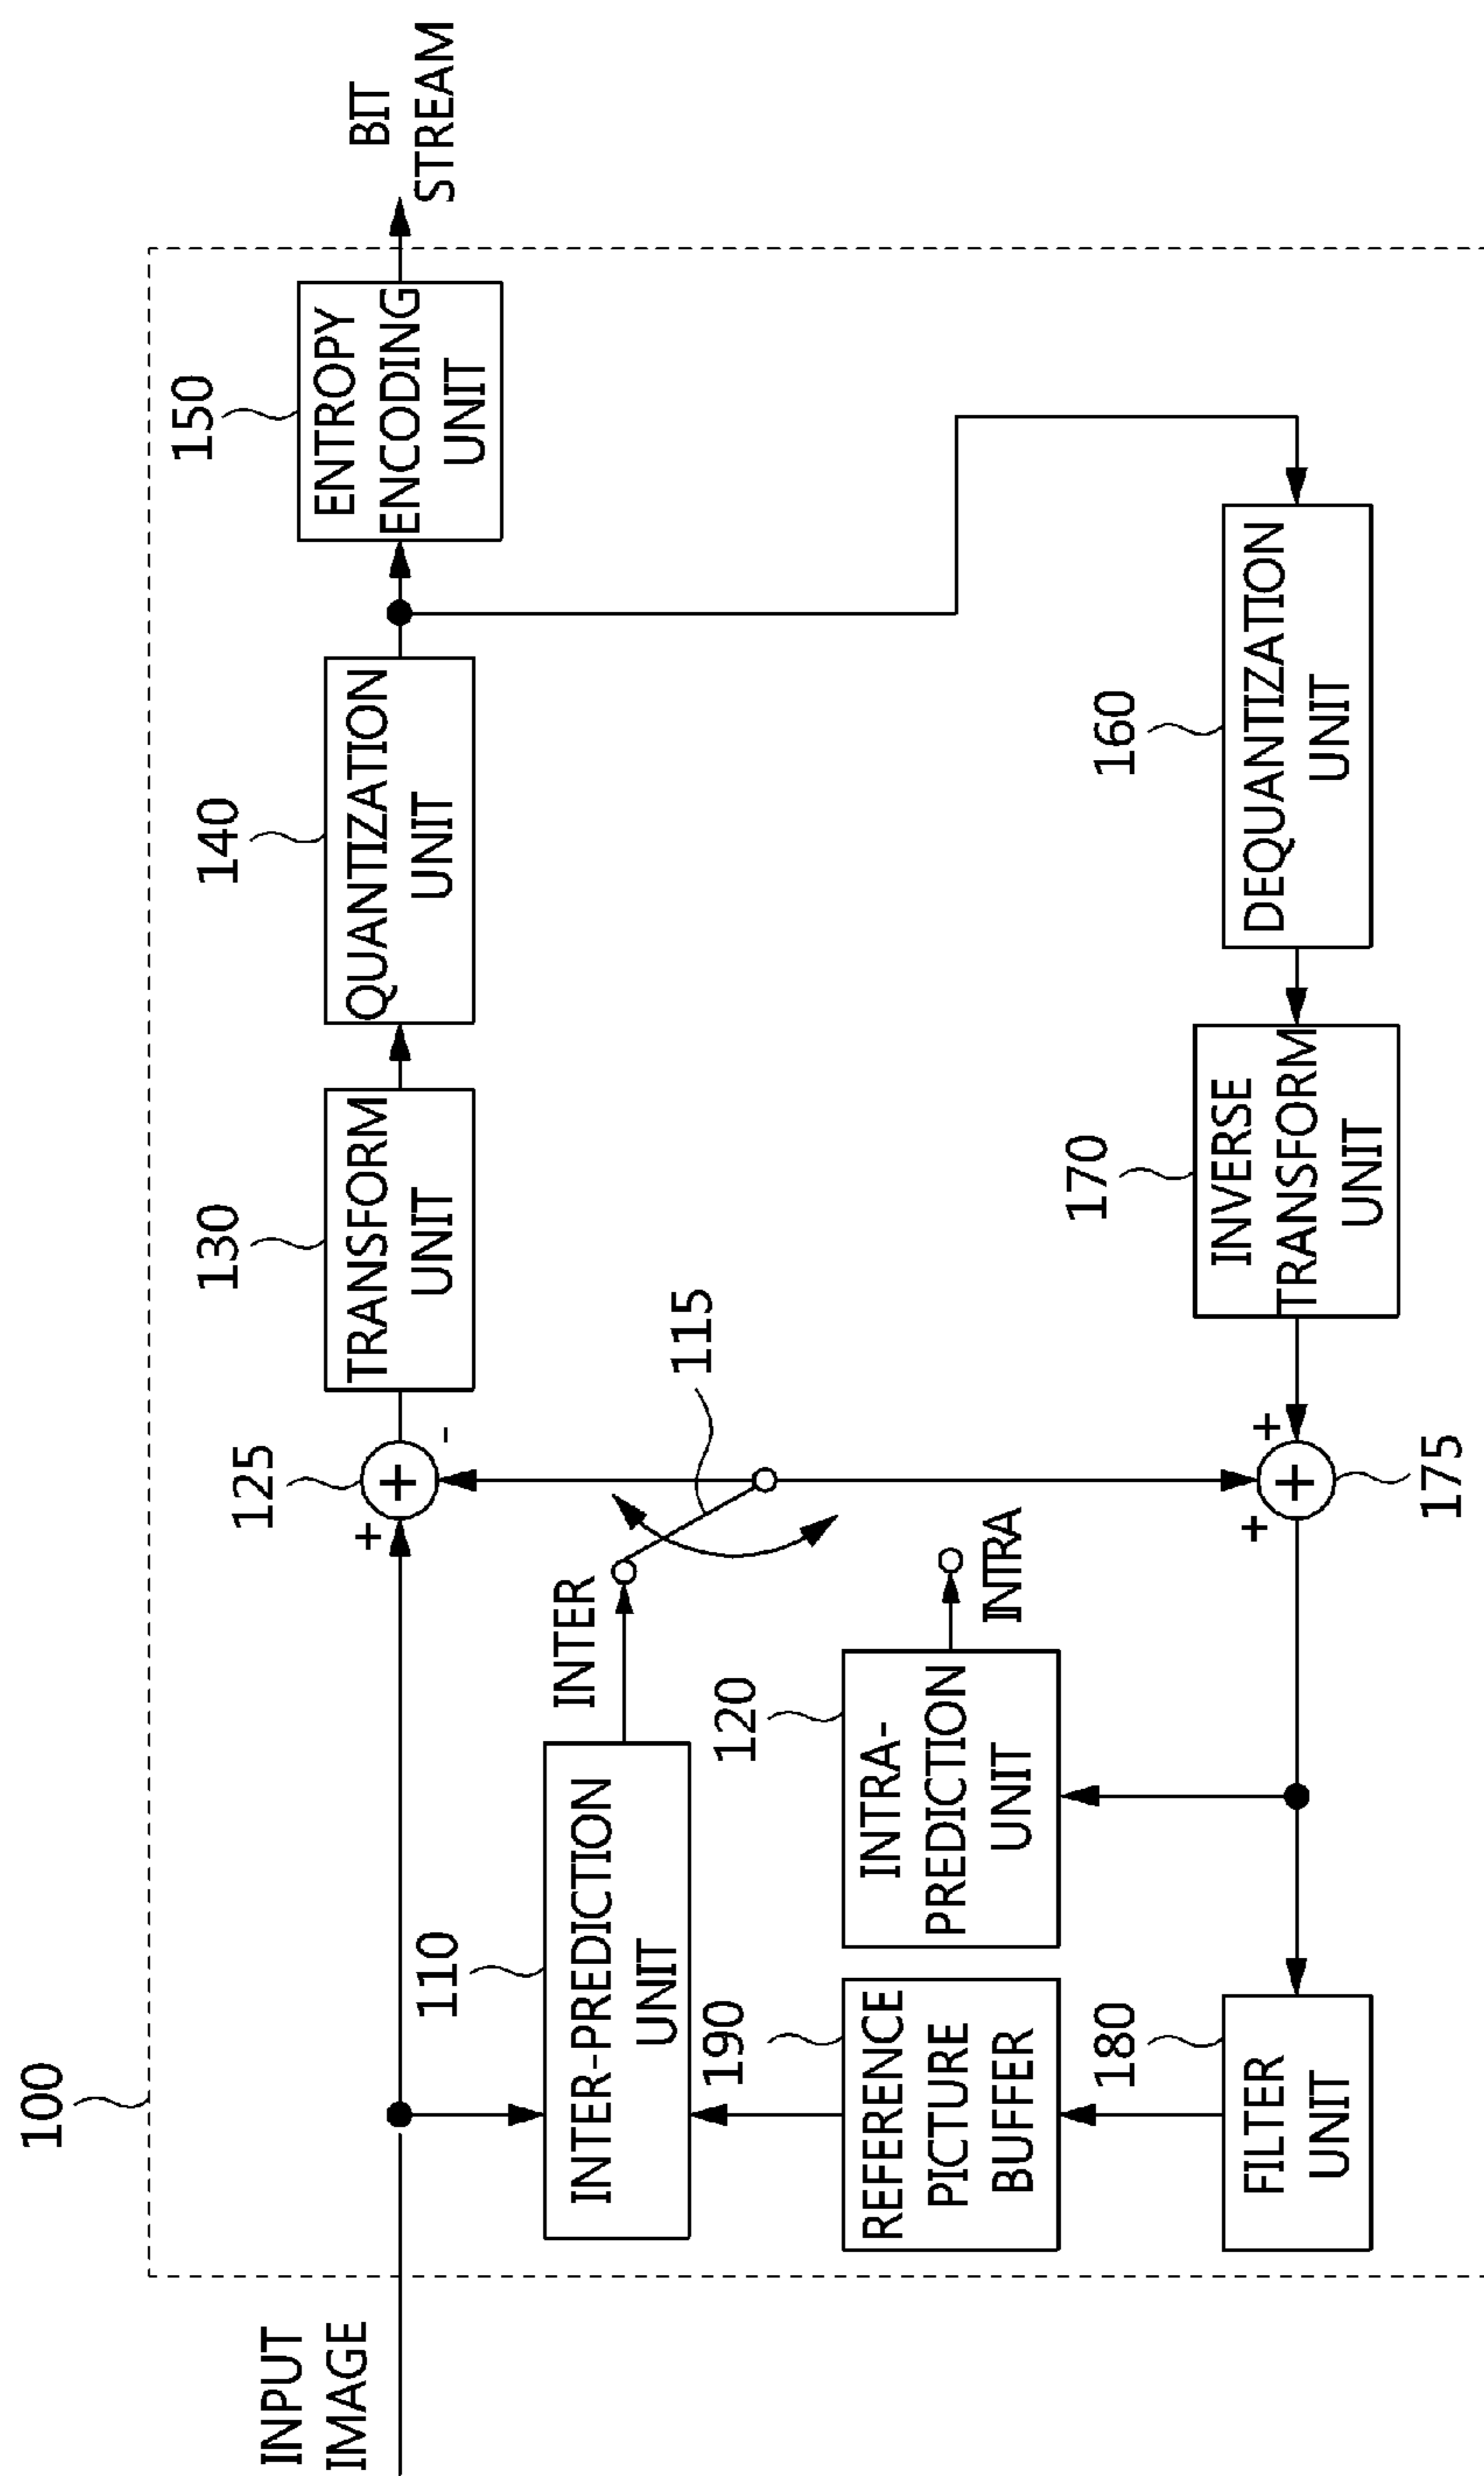 100
INPUT
IMAGE
125
+
+
-
130
TRANSFORM
UNIT
140
QUANTIZATION
UNIT
150
ENTROPY
ENCODING
UNIT
BIT
STREAM
110
INTER-PREDICTION
UNIT
INTER
115
190
REFERENCE
PICTURE
BUFFER
120
INTRA-
PREDICTION
UNIT
INTRA
180
FILTER
UNIT
+
+
+
175
170
INVERSE
TRANSFORM
UNIT
160
DEQUANTIZATION
UNIT